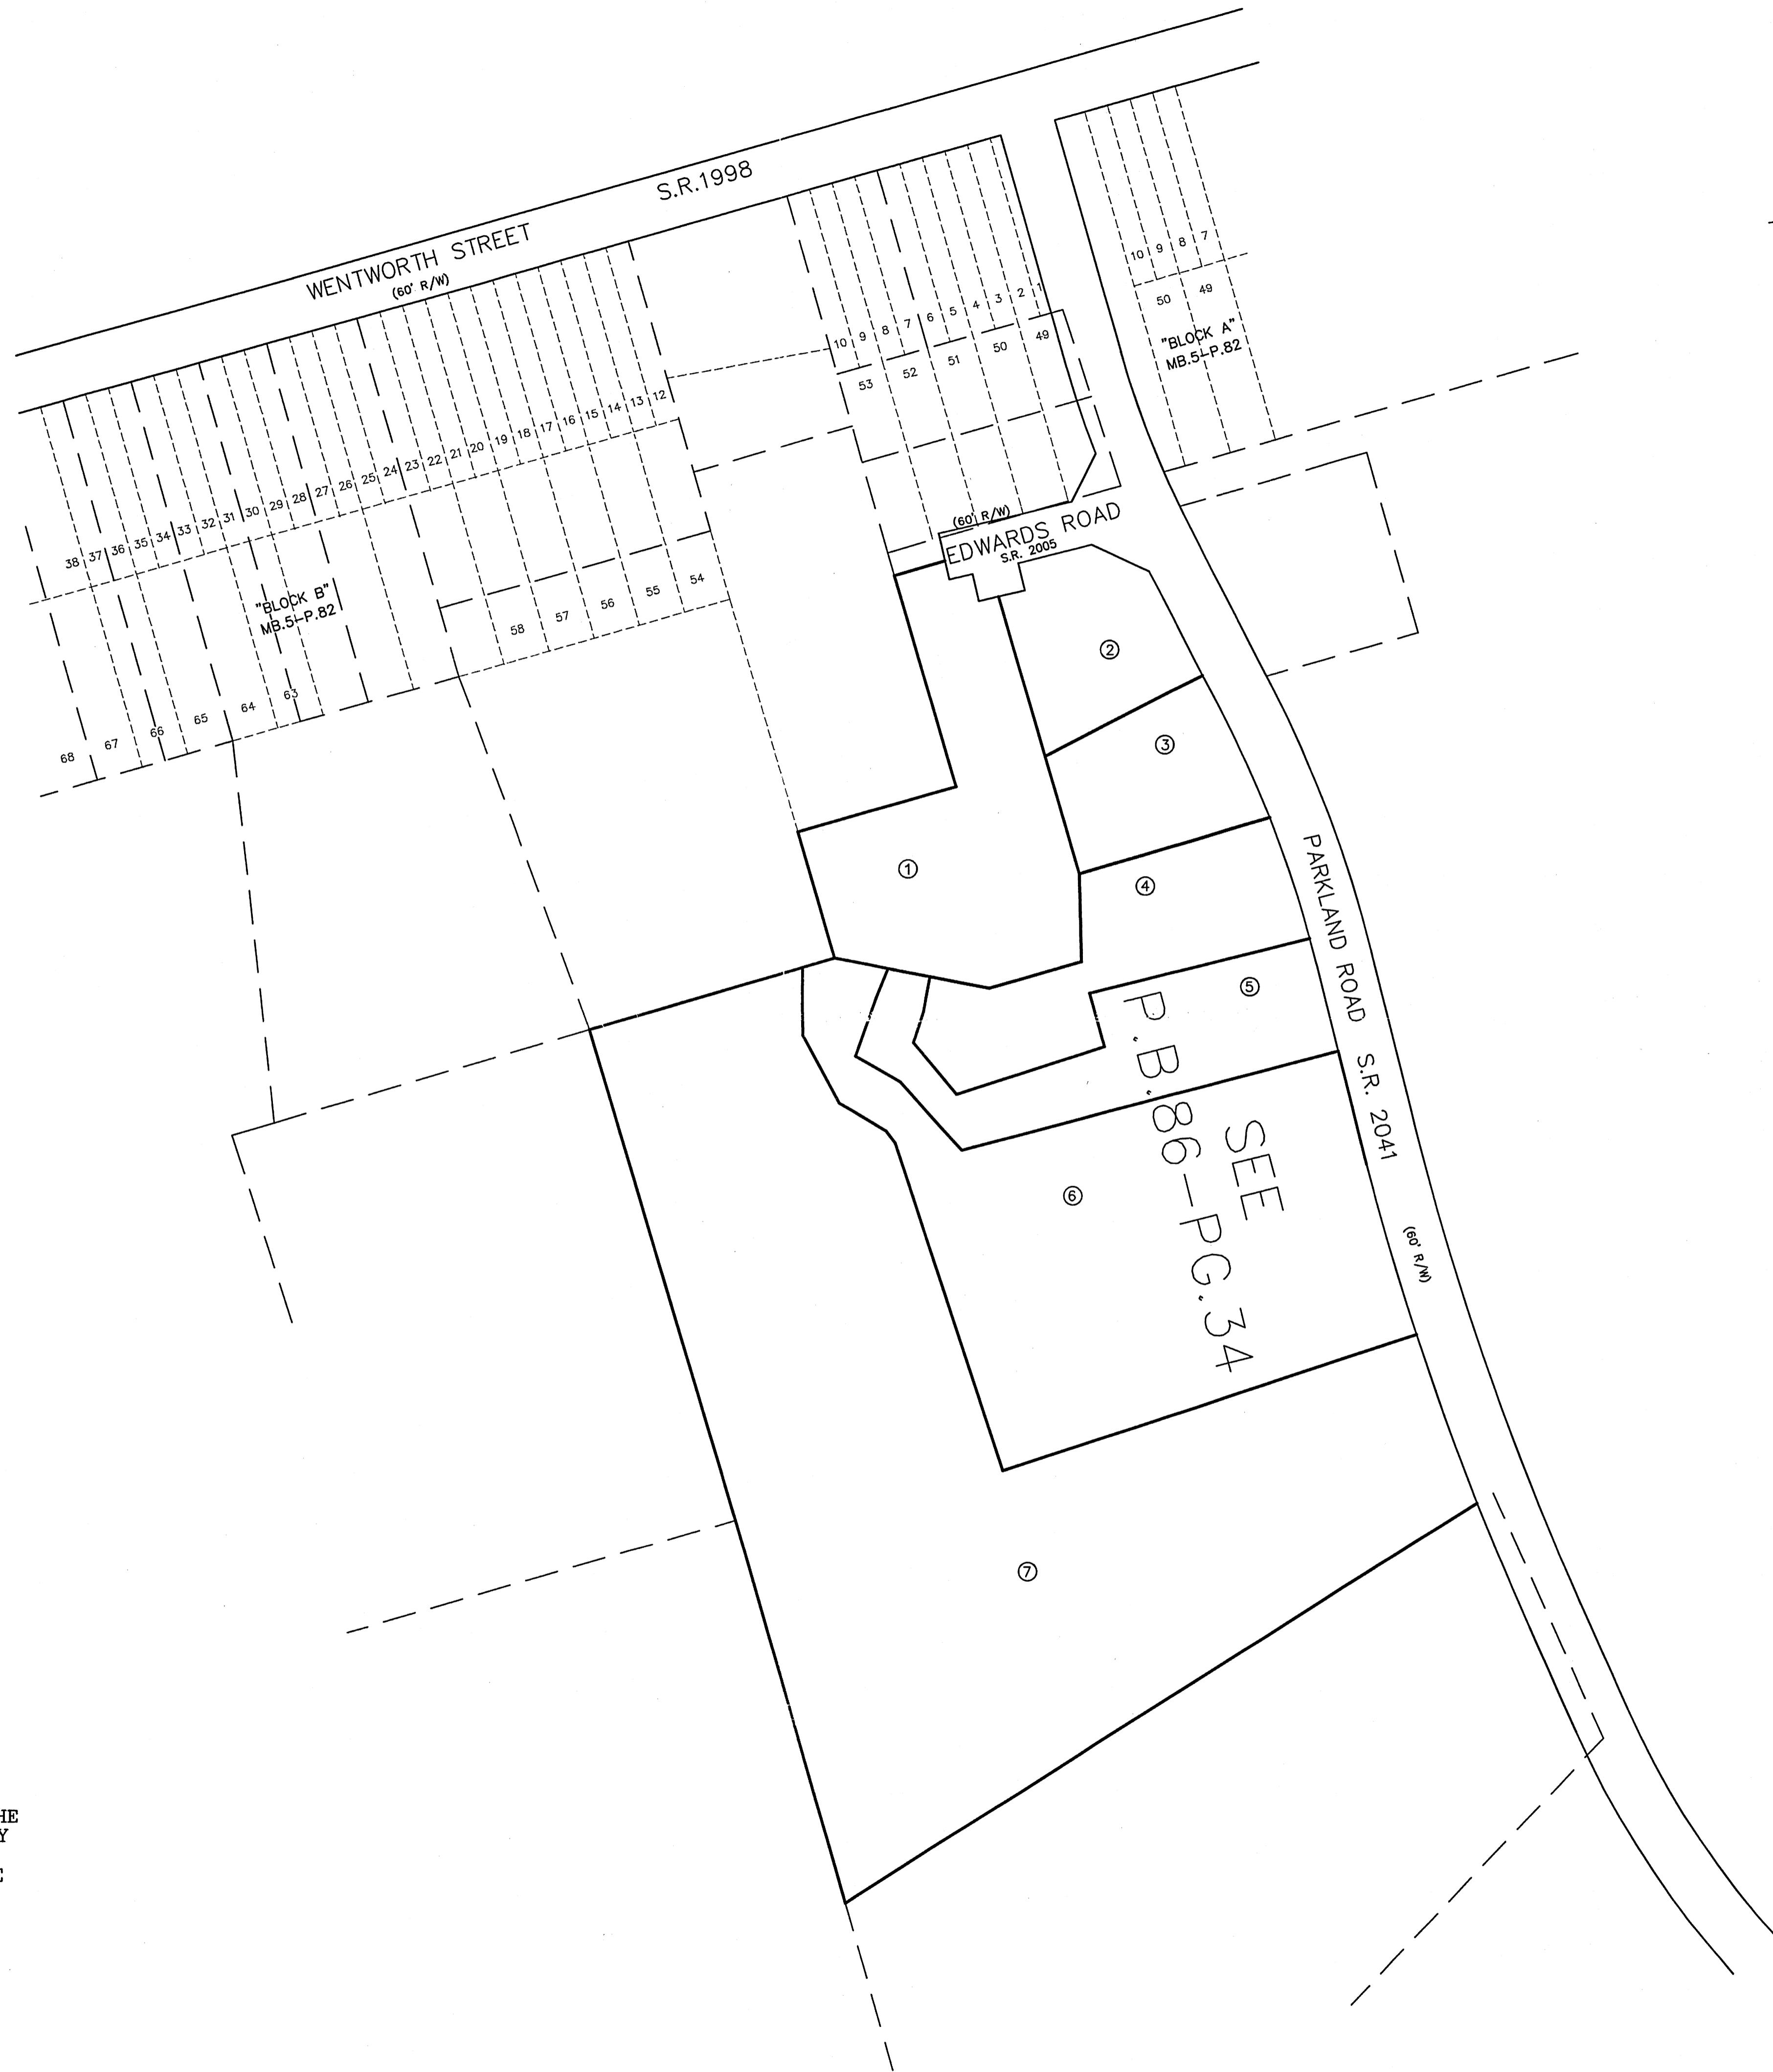 S.R.1998
WENTWORTH STREET
(60' R/W)
10 9 8 7
50 49
"BLOCK A"
MB.5-P.82
10 9 8 7 6 5 4 3 2 1
53 52 51 50 49
38 37 36 35 34 33 32 31 30 29 28 27 26 25 24 23 22 21 20 19 18 17 16 15 14 13 12
"BLOCK B"
MB.5-P.82
68 67 66 65 64 63
58 57 56 55 54
(60' R/W)
EDWARDS ROAD
S.R. 2005
2
3
1
4
5
6
7
PARKLAND ROAD S.R. 2041
(60' R/W)
SEE
P.B.86-PG.34
HE
Y